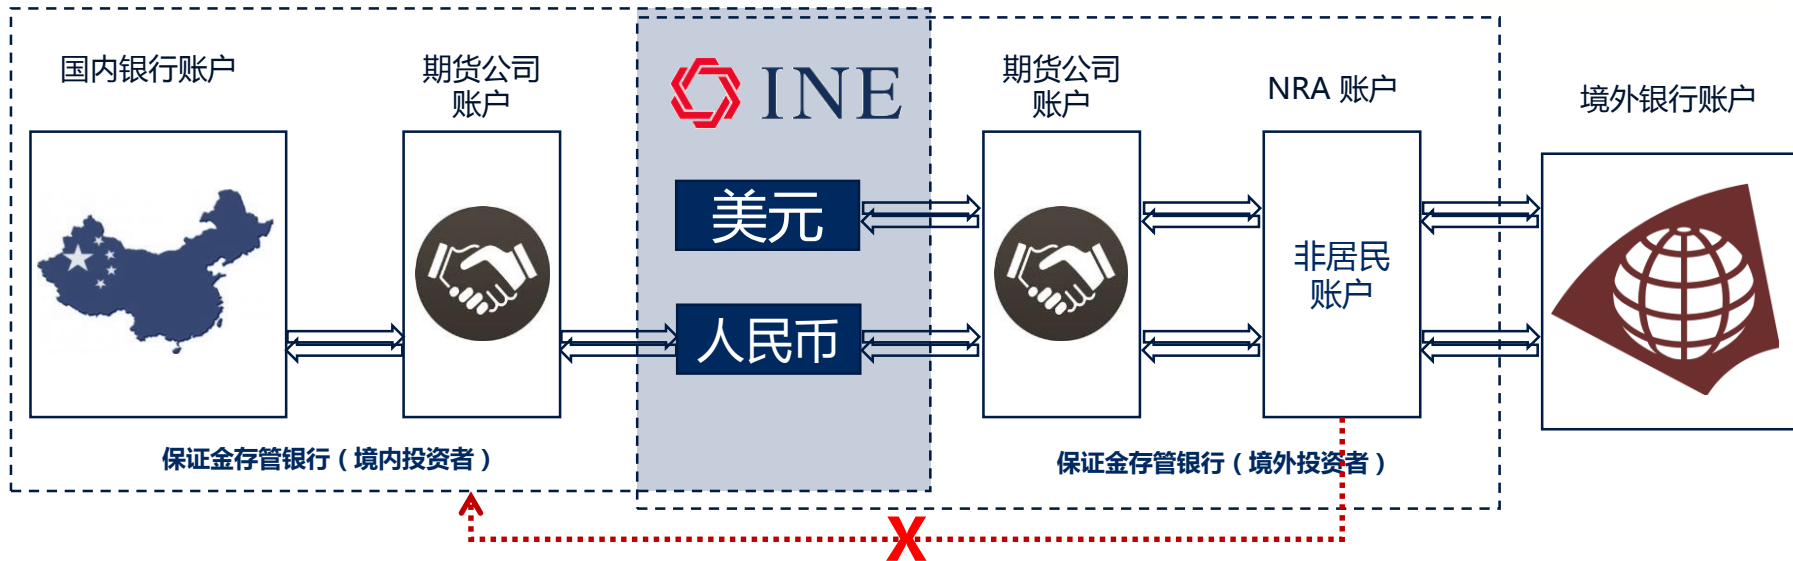 国内银行账户
期货公司
账户
INE
期货公司
账户
NRA 账户
境外银行账户
美元
人民币
非居民
账户
保证金存管银行（境内投资者）
保证金存管银行（境外投资者）
X